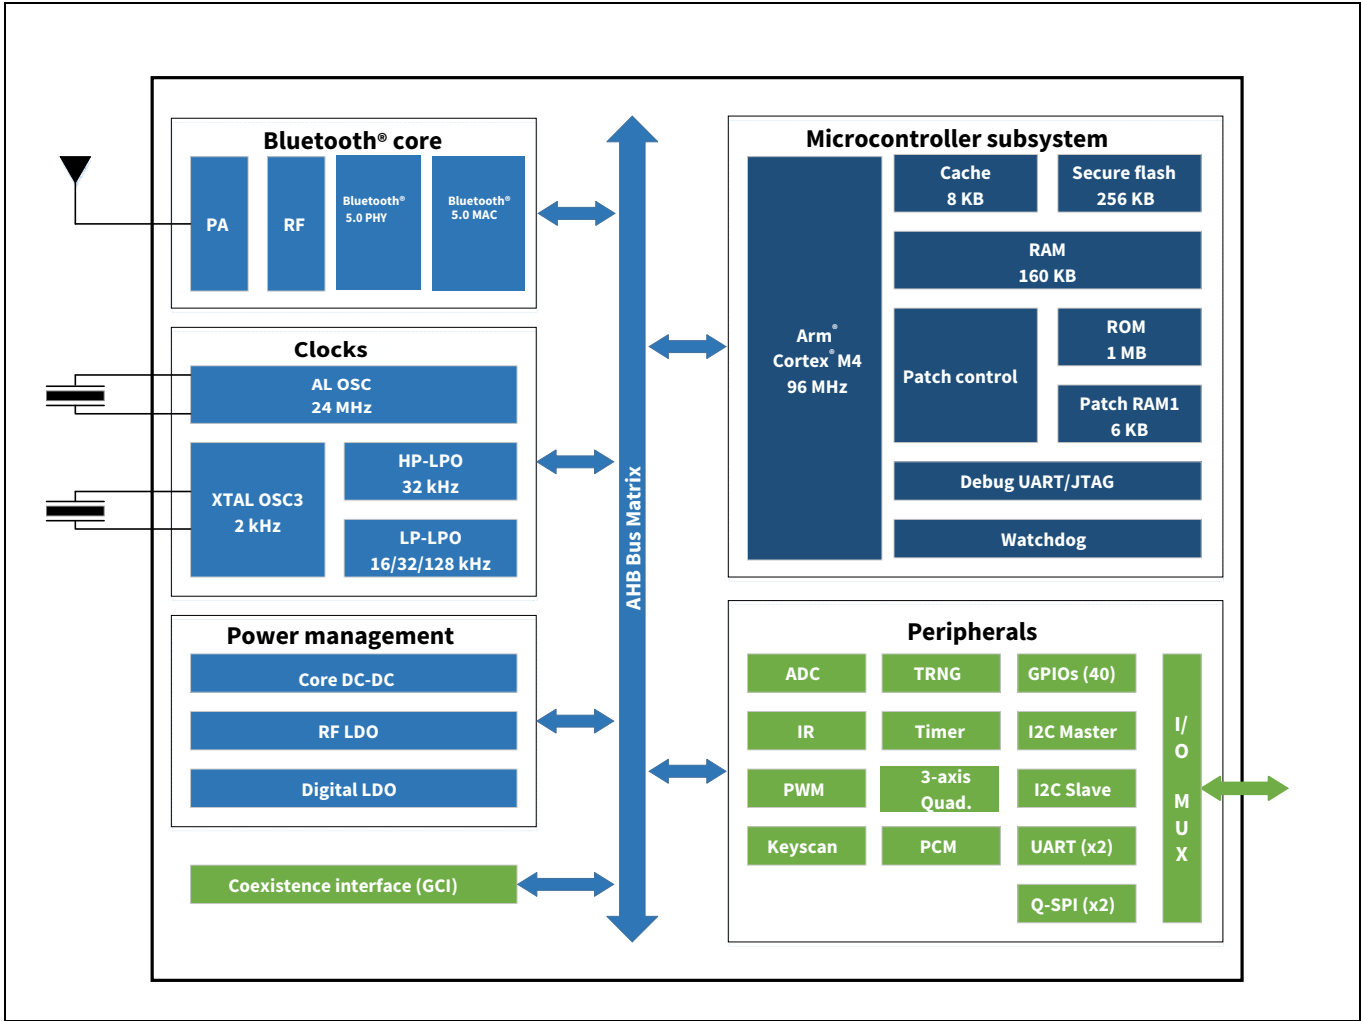 Bluetooth® core
PA
RF
Bluetooth®
5.0 PHY
Bluetooth®
5.0 MAC
Clocks
AL OSC
24 MHz
XTAL OSC3
2 kHz
HP-LPO
32 kHz
LP-LPO
16/32/128 kHz
Power management
Core DC-DC
RF LDO
Digital LDO
Coexistence interface (GCI)
AHB Bus Matrix
Microcontroller subsystem
Arm®
Cortex® M4
96 MHz
Cache
8 KB
Secure flash
256 KB
RAM
160 KB
Patch control
ROM
1 MB
Patch RAM1
6 KB
Debug UART/JTAG
Watchdog
Peripherals
ADC
TRNG
GPIOs (40)
IR
Timer
I2C Master
PWM
3-axis
Quad.
I2C Slave
Keyscan
PCM
UART (x2)
Q-SPI (x2)
I/
O
M
U
X